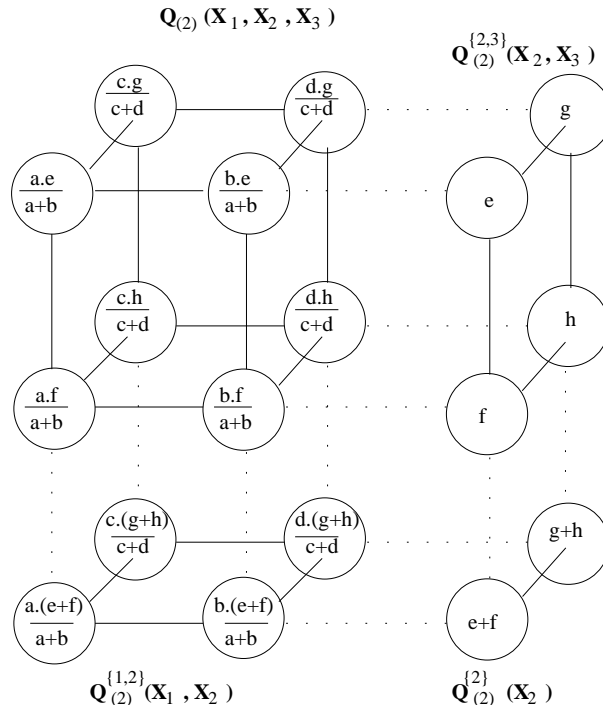 Q(2) (X1, X2, X3)
Q(2){2,3}(X2, X3)
c.g
c+d
d.g
c+d
g
a.e
a+b
b.e
a+b
e
c.h
c+d
d.h
c+d
h
a.f
a+b
b.f
a+b
f
c.(g+h)
c+d
d.(g+h)
c+d
g+h
a.(e+f)
a+b
b.(e+f)
a+b
e+f
Q(2){1,2}(X1, X2)
Q(2){2} (X2)